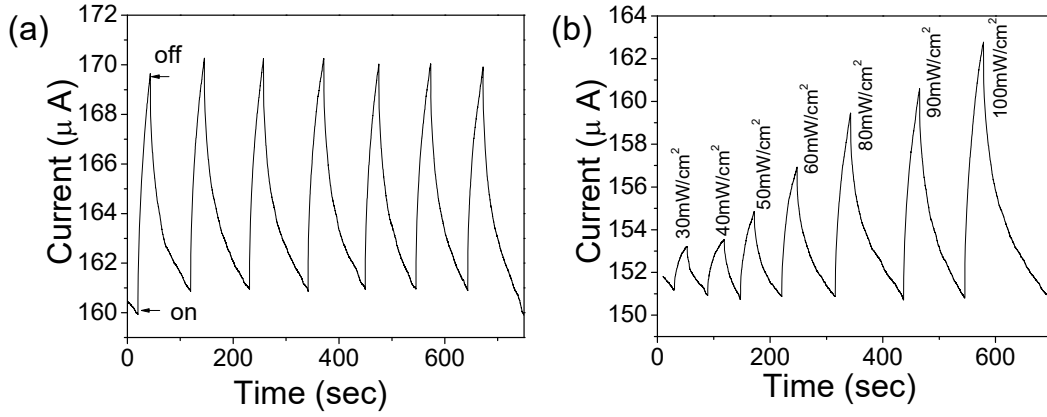 (a)
172
170
168
166
164
162
160
Current (μ A)
off
on
0
200
400
600
Time (sec)
(b)
164
162
160
158
156
154
152
150
Current (μ A)
30mW/cm²
40mW/cm²
50mW/cm²
60mW/cm²
80mW/cm²
90mW/cm²
100mW/cm²
0
200
400
600
Time (sec)